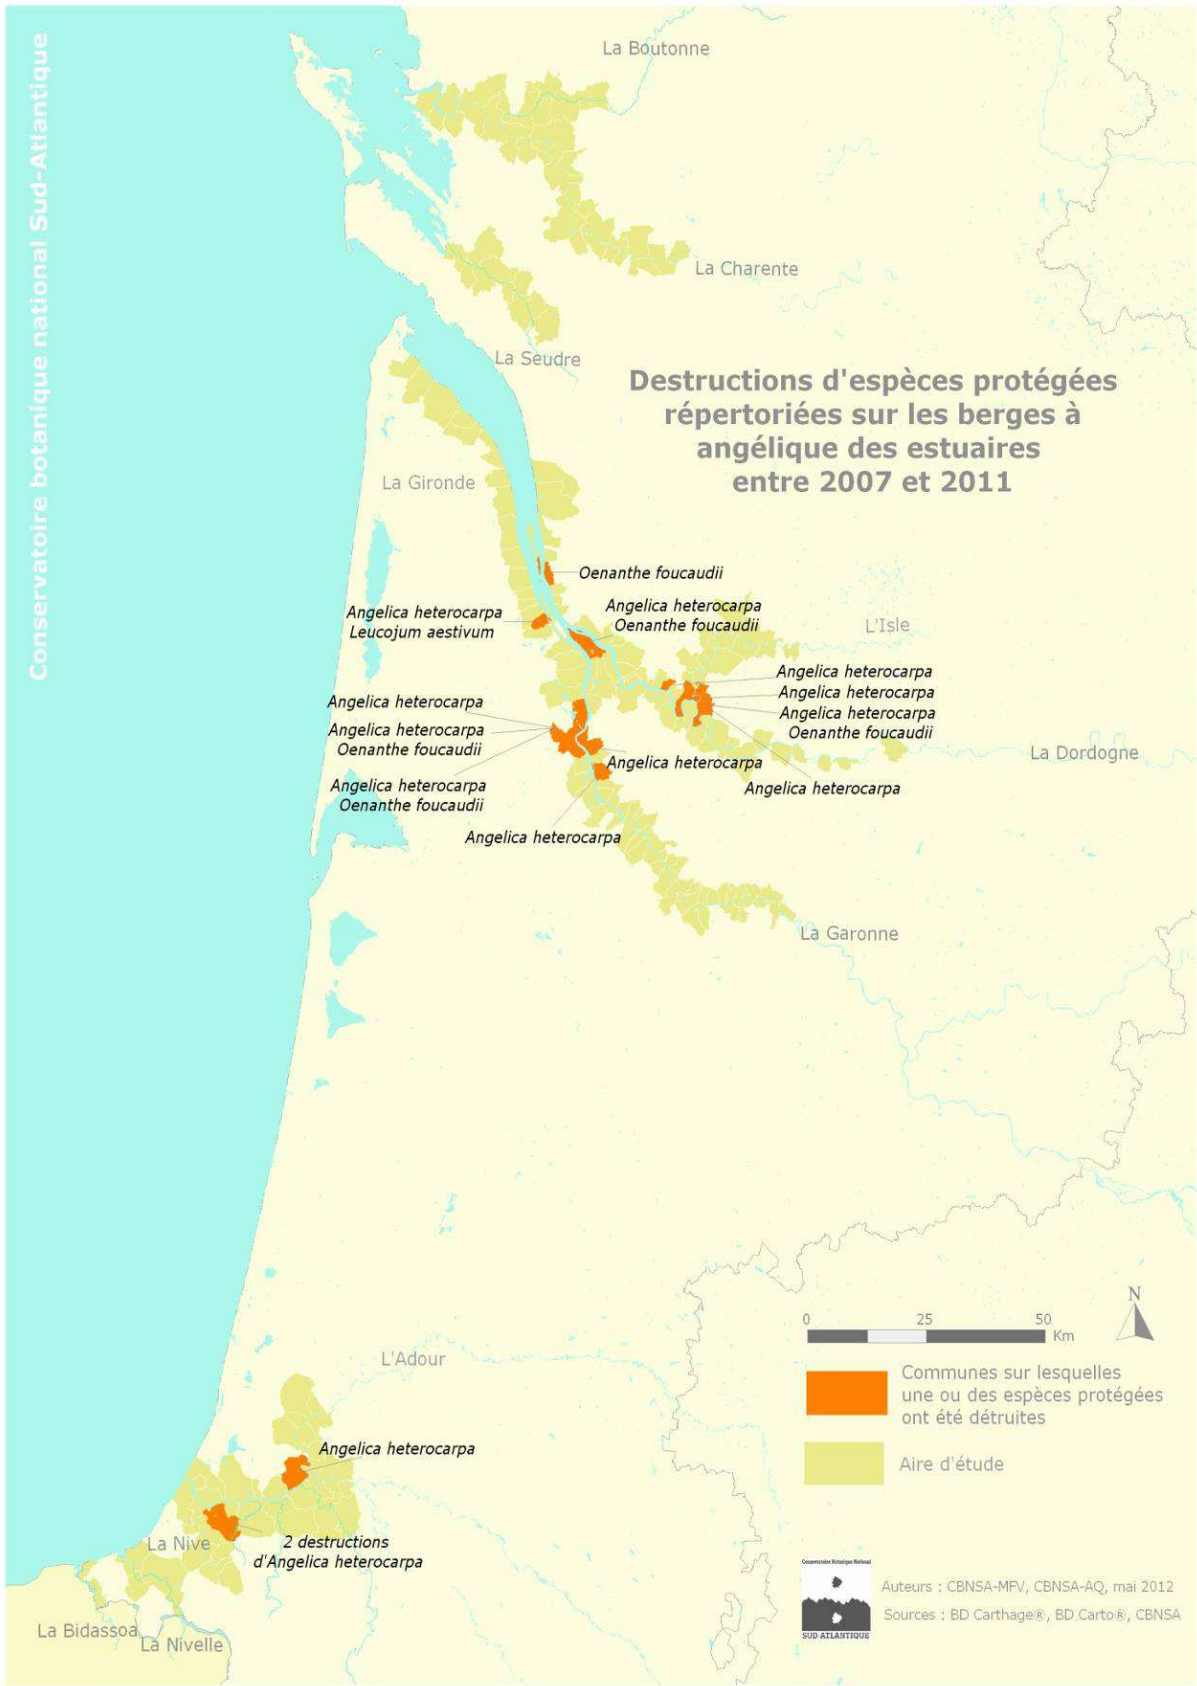 Conservatoire botanique national Sud-Atlantique
La Boutonne
La Charente
La Seudre
Destructions d'espèces protégées
répertoriées sur les berges à
angélique des estuaires
entre 2007 et 2011
La Gironde
Oenanthe foucaudii
Angelica heterocarpa
Leucojum aestivum
Angelica heterocarpa
Oenanthe foucaudii
L'Isle
Angelica heterocarpa
Angelica heterocarpa
Angelica heterocarpa
Oenanthe foucaudii
Angelica heterocarpa
Angelica heterocarpa
Oenanthe foucaudii
La Dordogne
Angelica heterocarpa
Angelica heterocarpa
Angelica heterocarpa
Oenanthe foucaudii
Angelica heterocarpa
La Garonne
N
0 25 50
Km
L'Adour
Communes sur lesquelles
une ou des espèces protégées
ont été détruites
Aire d'étude
Angelica heterocarpa
La Nive
2 destructions
d'Angelica heterocarpa
La Bidassoa
La Nivelle
Conservatoire Botanique National
SUD-ATLANTIQUE
Auteurs : CBNSA-MFV, CBNSA-AQ, mai 2012
Sources : BD Carthage®, BD Carto®, CBNSA